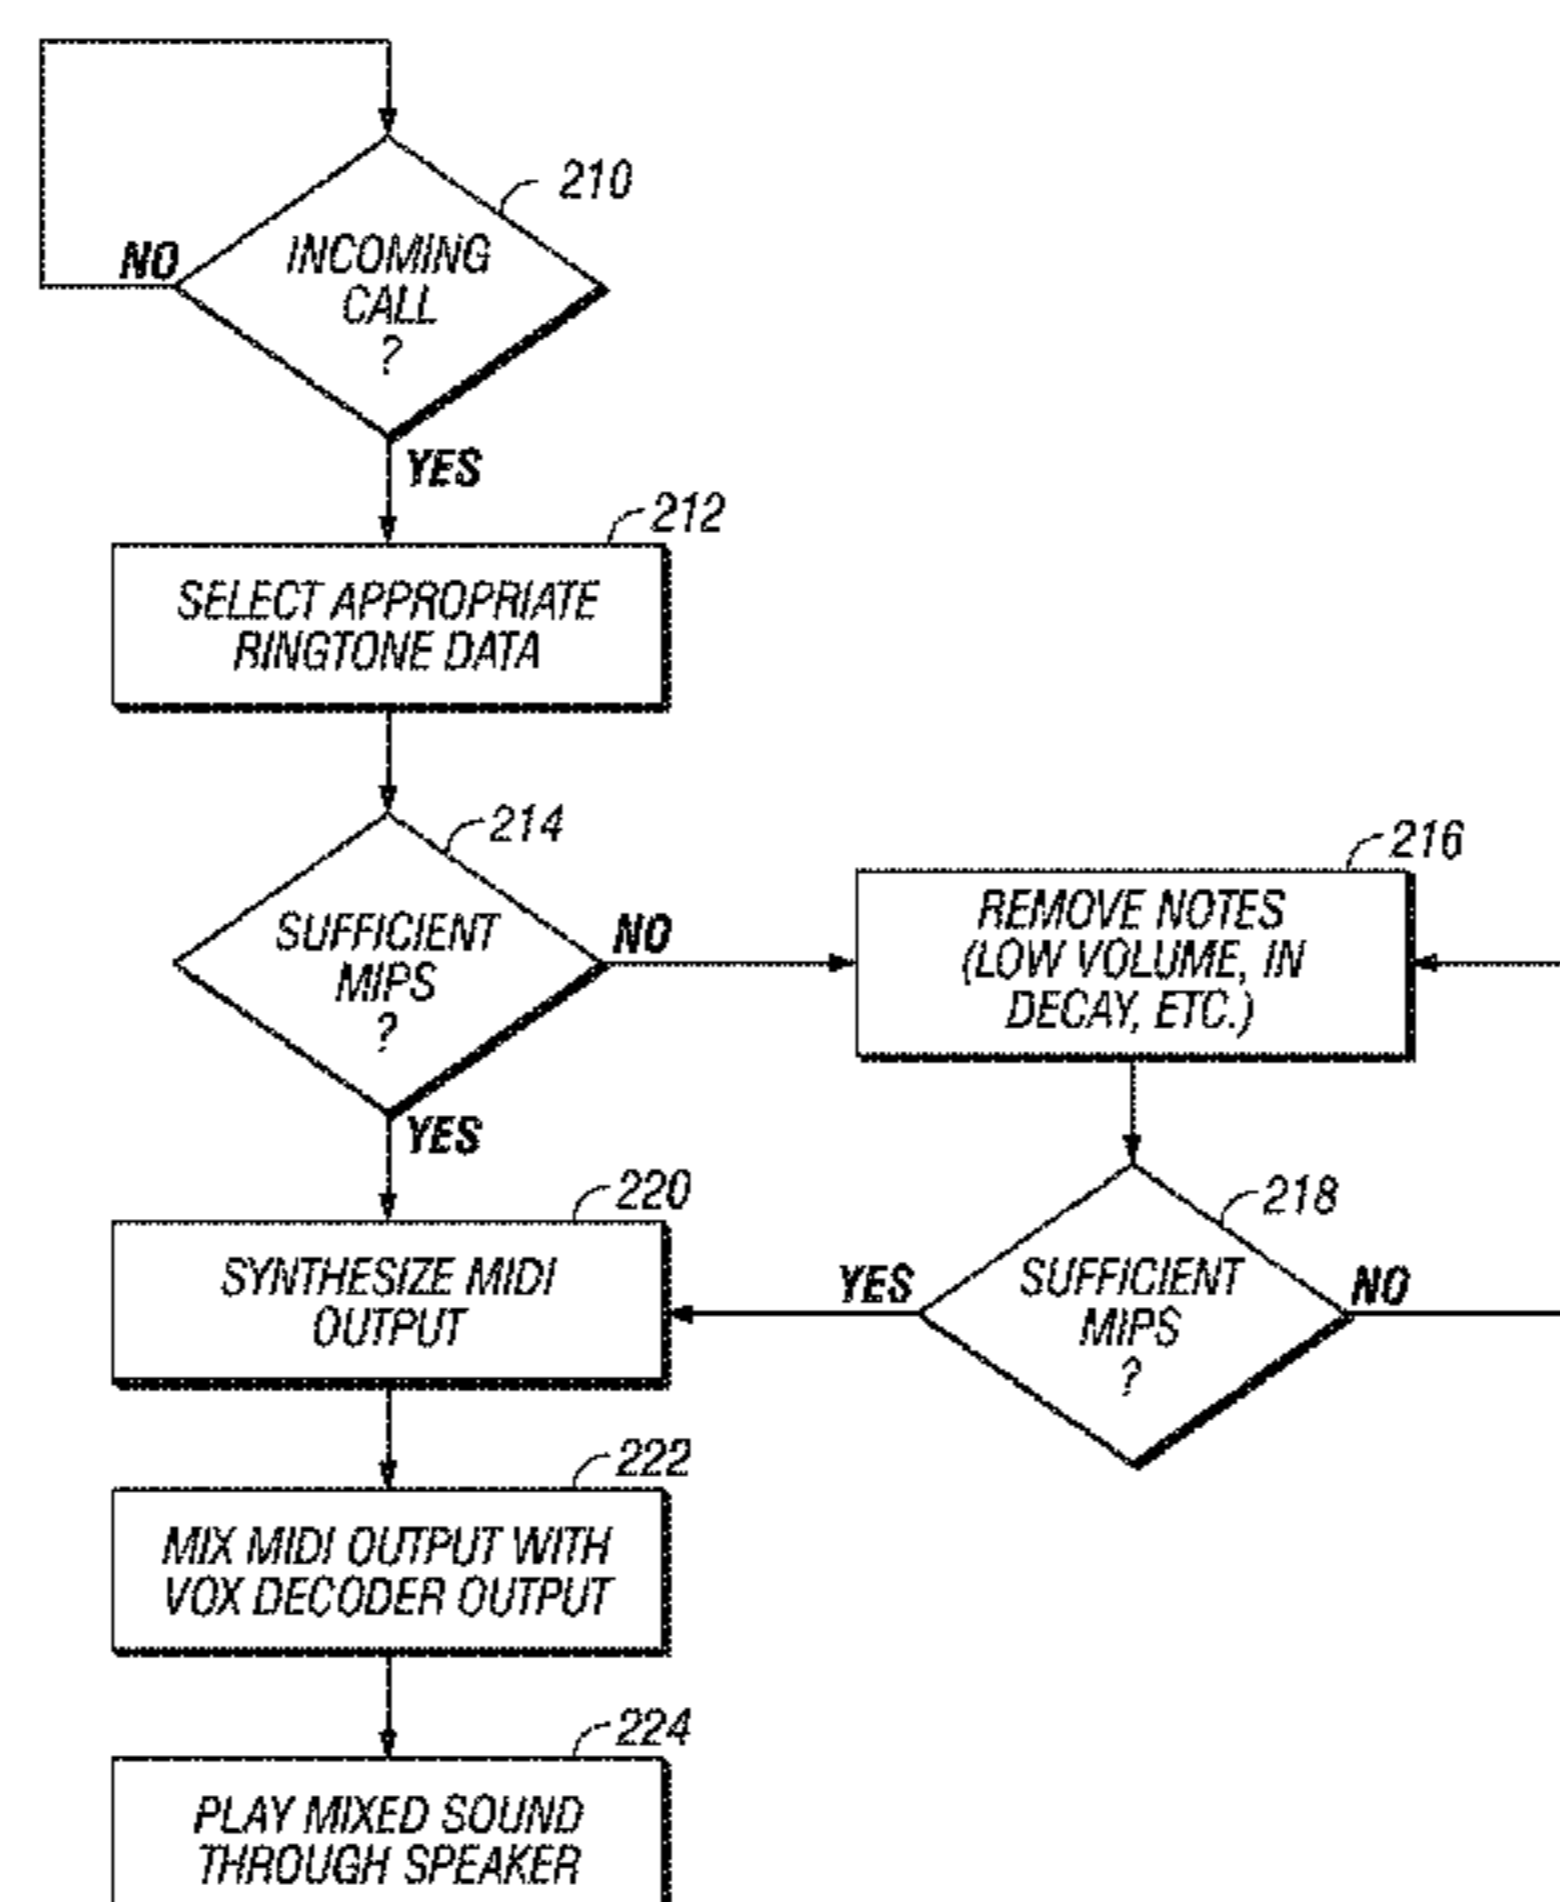 210
INCOMING
CALL
?
NO
YES
212
SELECT APPROPRIATE
RINGTONE DATA
214
SUFFICIENT
MIPS
?
NO
YES
216
REMOVE NOTES
(LOW VOLUME, IN
DECAY, ETC.)
218
SUFFICIENT
MIPS
?
YES
NO
220
SYNTHESIZE MIDI
OUTPUT
222
MIX MIDI OUTPUT WITH
VOX DECODER OUTPUT
224
PLAY MIXED SOUND
THROUGH SPEAKER